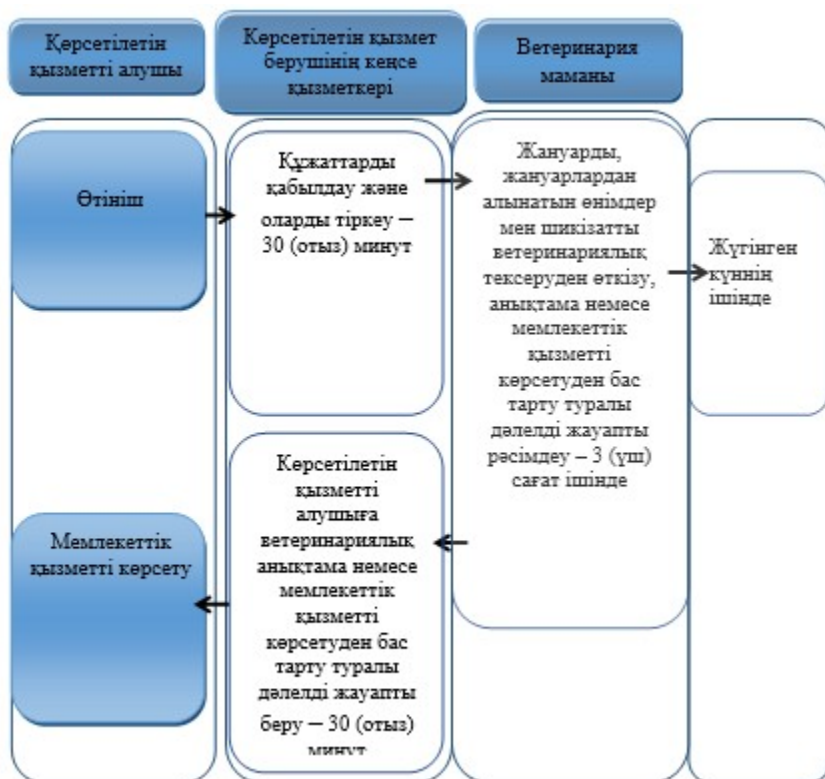 Көрсетілетін
қызметті алушы
Көрсетілетін қызмет
берушінің кеңсе
қызметкері
Ветеринария
маманы
Өтініш
Құжаттарды
қабылдау және
оларды тіркеу –
30 (отыз) минут
Жануарды,
жануарлардан
алынатын өнімдер
мен шикізатты
ветеринариялық
тексеруден өткізу,
анықтама немесе
мемлекеттік
қызметті
көрсетуден бас
тарту туралы
дәлелді жауапты
рәсімдеу – 3 (үш)
сағат ішінде
Жүгінген
күннің
ішінде
Мемлекеттік
қызметті көрсету
Көрсетілетін
қызметті
алушыға
ветеринариялық
анықтама немесе
мемлекеттік
қызметті
көрсетуден бас
тарту туралы
дәлелді жауапты
беру – 30 (отыз)
минут